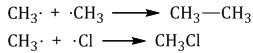 CH₃· + ·CH₃ ⟶ CH₃—CH₃
CH₃· + ·Cl ⟶ CH₃Cl